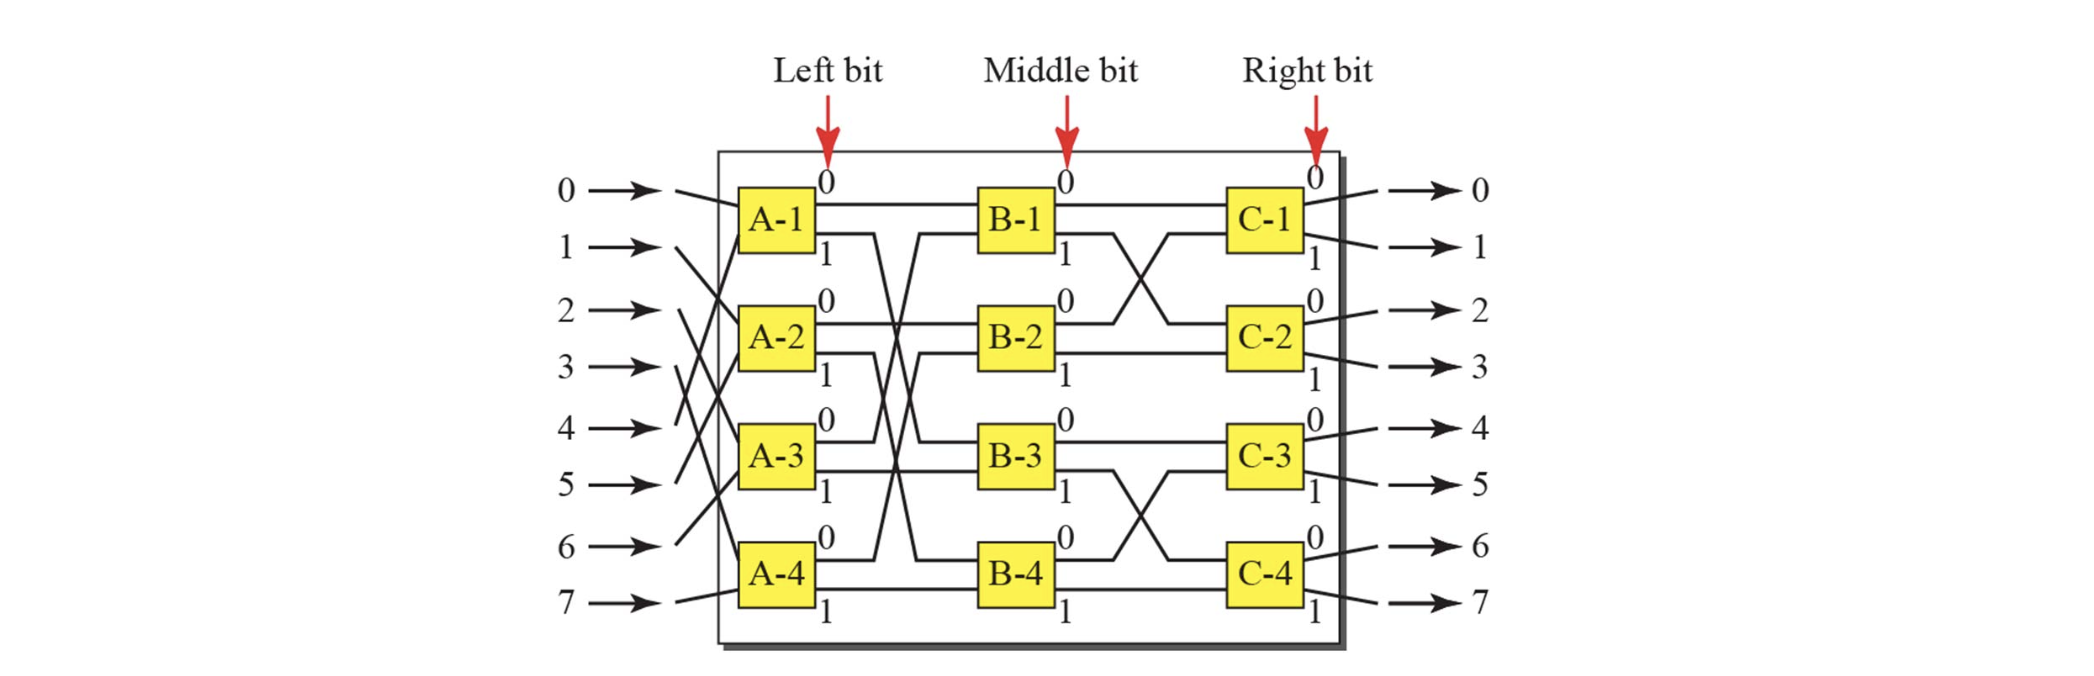 Left bit Middle bit Right bit
0 0 0
0 A-1 B-1 C-1 0
1 1 1 1 1
0 0 0
2 A-2 B-2 C-2 2
3 1 1 1 3
0 0 0
4 A-3 B-3 C-3 4
5 1 1 1 5
0 0 0
6 A-4 B-4 C-4 6
7 1 1 1 7